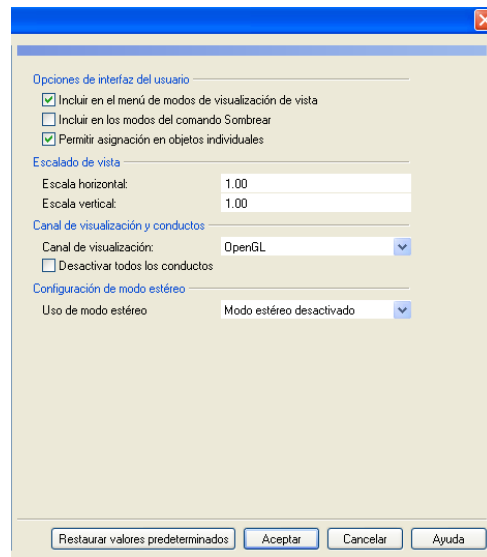 Opciones de interfaz del usuario
Incluir en el menú de modos de visualización de vista
Incluir en los modos del comando Sombrear
Permitir asignación en objetos individuales
Escalado de vista
Escala horizontal: 1.00
Escala vertical: 1.00
Canal de visualización y conductos
Canal de visualización: OpenGL
Desactivar todos los conductos
Configuración de modo estéreo
Uso de modo estéreo Modo estéreo desactivado
Restaurar valores predeterminados Aceptar Cancelar Ayuda